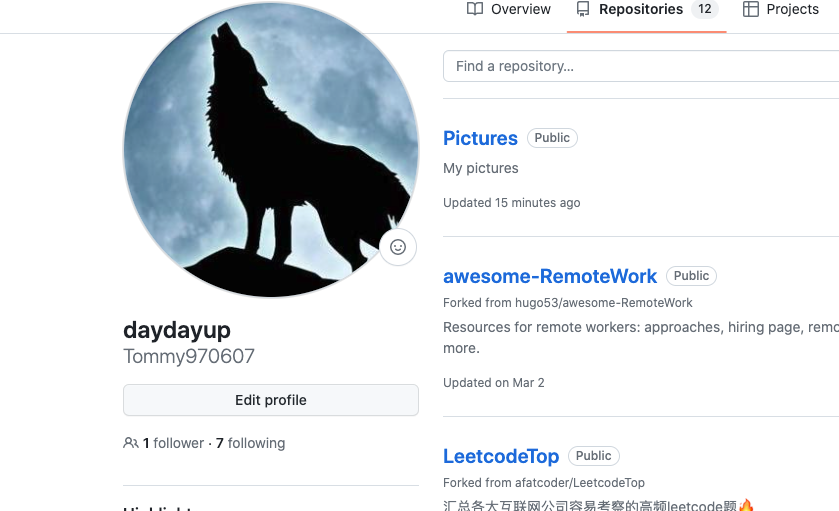 Overview
Repositories 12
Projects
Find a repository...
Pictures Public
My pictures
Updated 15 minutes ago
awesome-RemoteWork Public
Forked from hugo53/awesome-RemoteWork
Resources for remote workers: approaches, hiring page,
more.
Updated on Mar 2
LeetcodeTop Public
Forked from afatcoder/LeetcodeTop
汇总各大互联网公司容易考察的高频leetcode题🔥
daydayup
Tommy970607
Edit profile
1 follower · 7 following